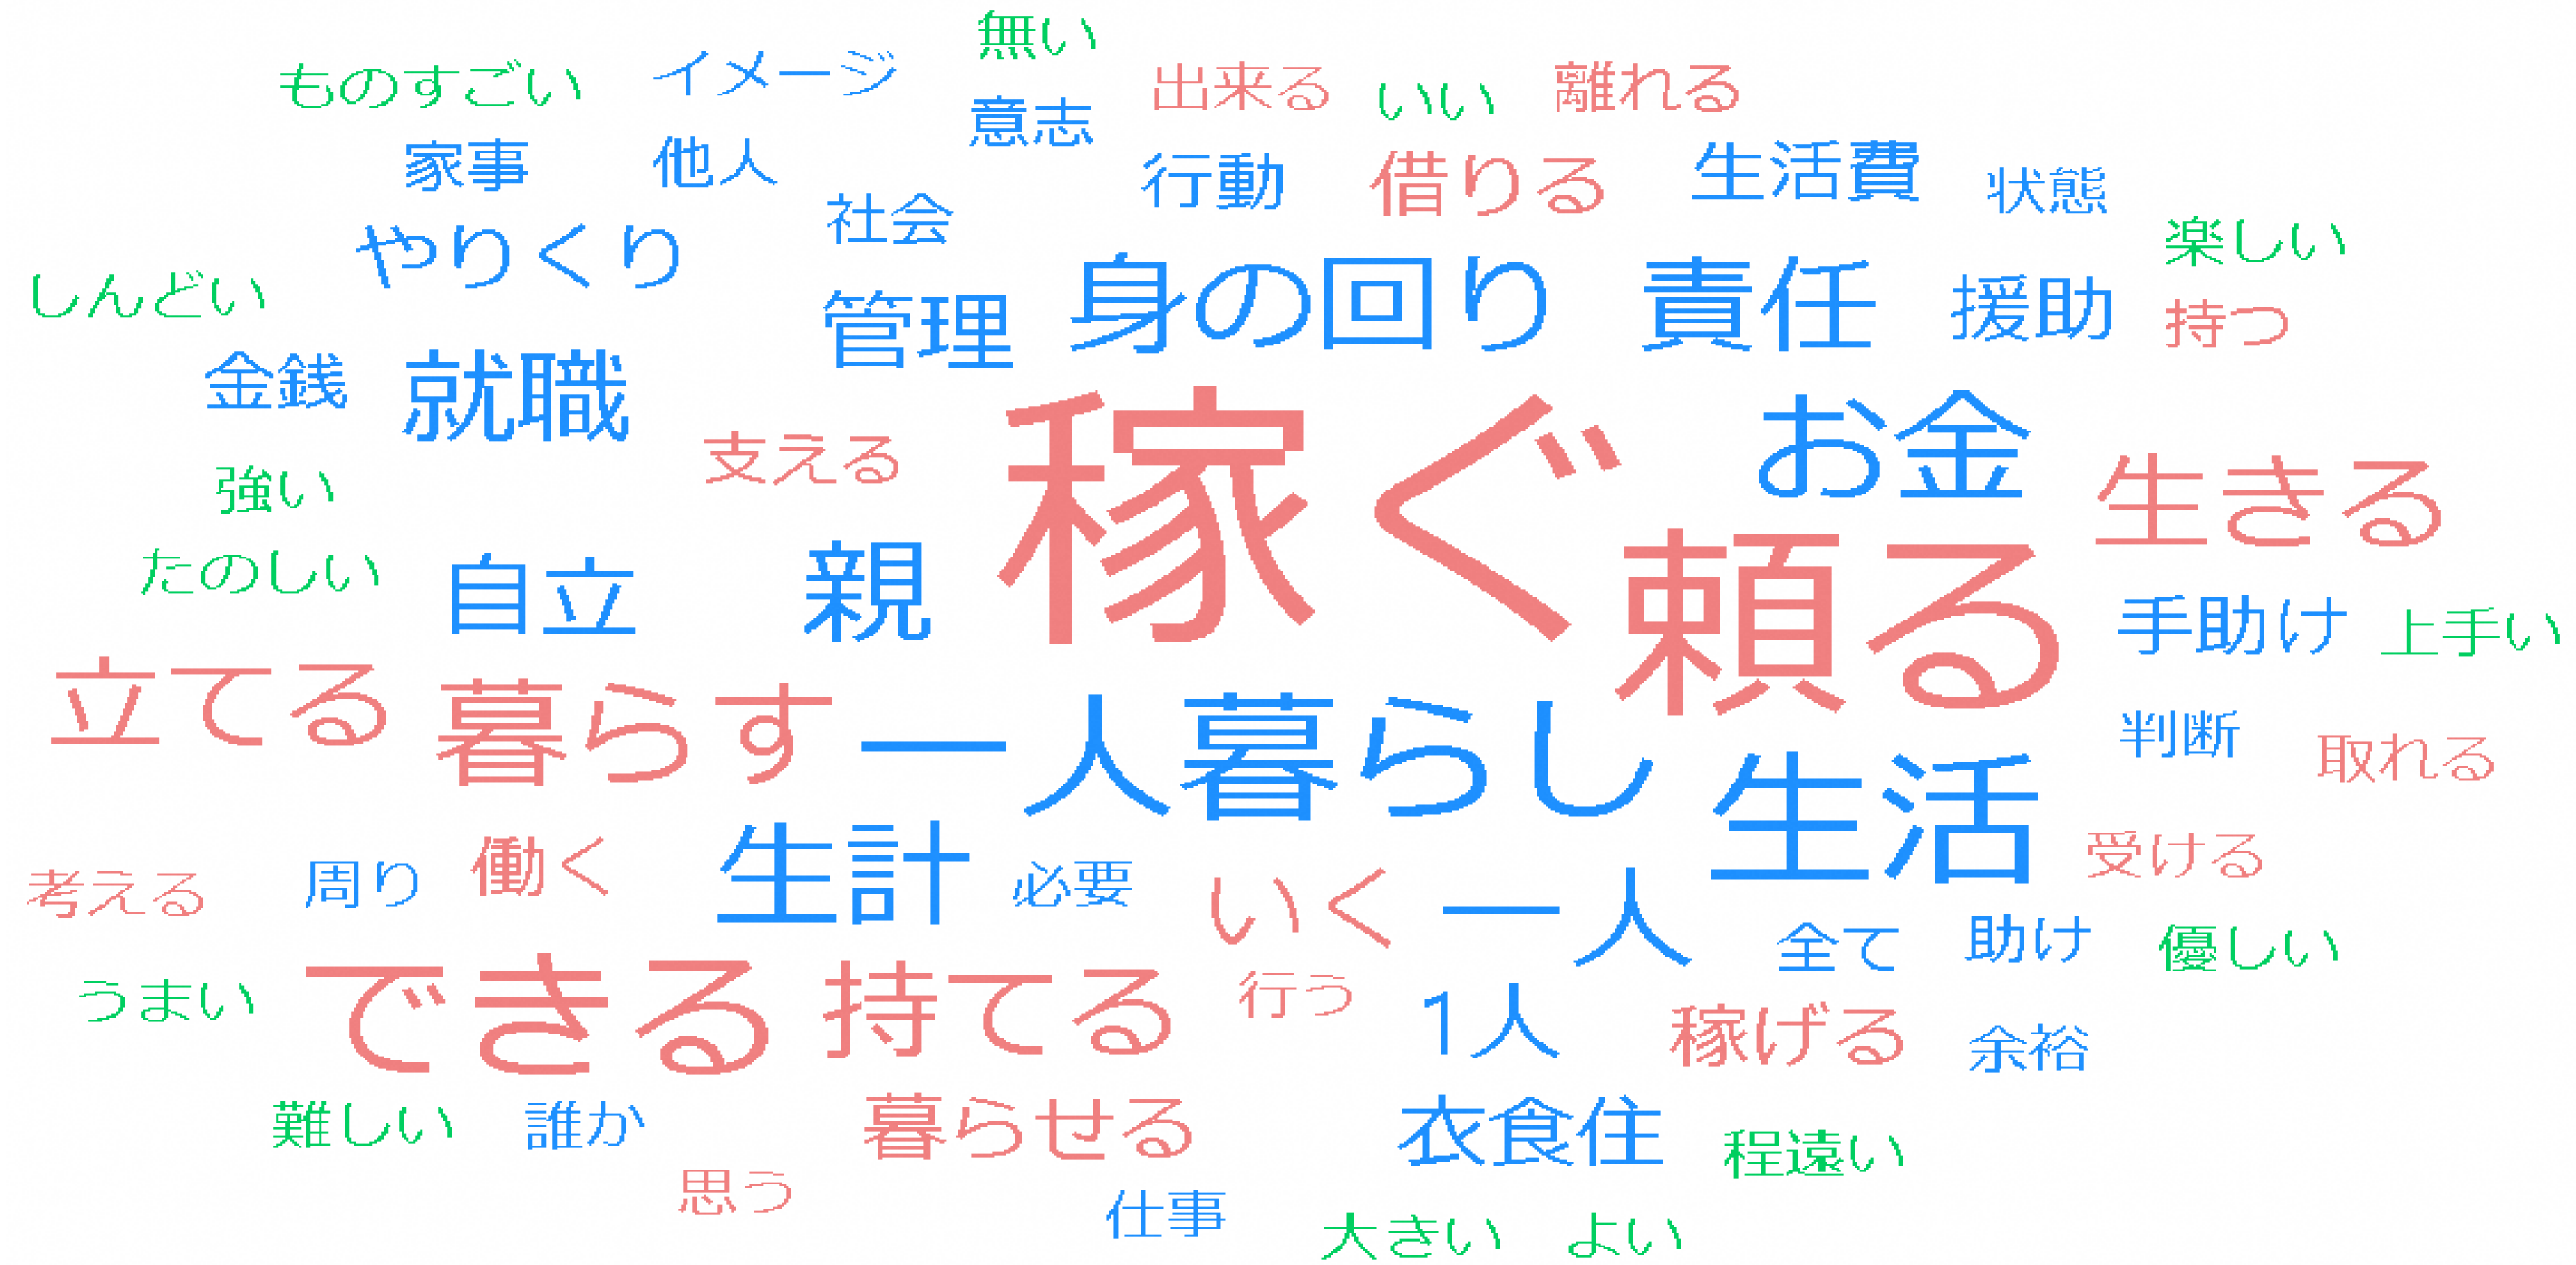 無い
ものすごい イメージ 出来る いい 離れる
意志
家事 他人 行動 借りる 生活費 状態
社会 楽しい
やりくり
しんどい 管理 身の回り 責任 援助 持つ
金銭 就職
支える 稼ぐ お金 生きる
強い
たのしい 自立 親 頼る 手助け 上手い
立てる 暮らす 一人暮らし 判断 取れる
生活
考える 周り 働く 生計 必要 いく 一人 受ける
全て 助け 優しい
うまい できる 持てる 行う 1人 稼げる 余裕
難しい 誰か 暮らせる 衣食住 程遠い
思う 仕事
大きい よい